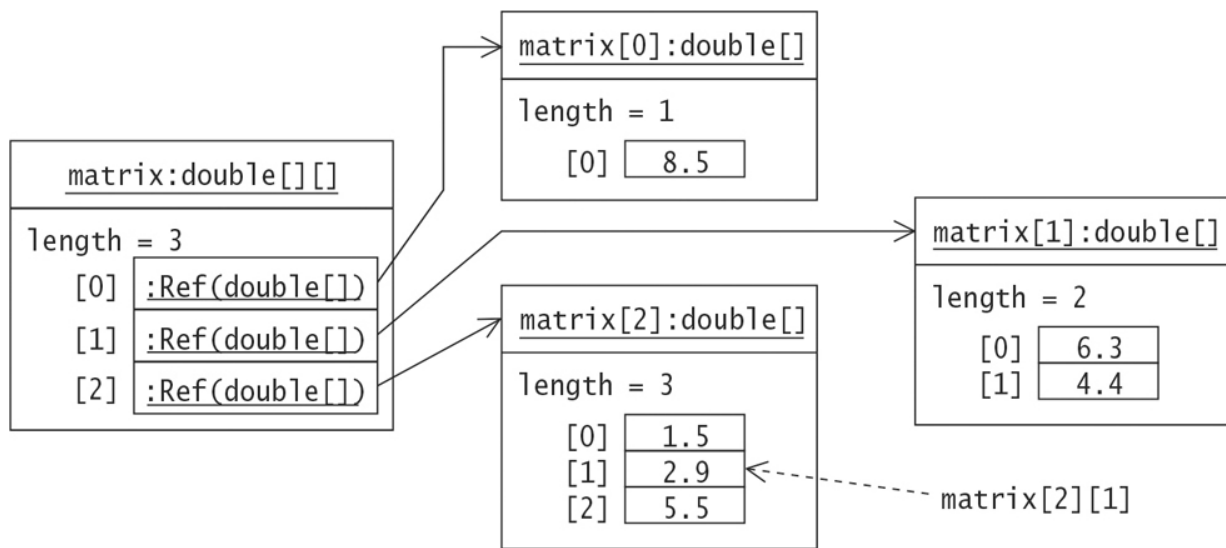 matrix:double[][]
length = 3
[0] :Ref(double[])
[1] :Ref(double[])
[2] :Ref(double[])
matrix[0]:double[]
length = 1
[0] 8.5
matrix[1]:double[]
length = 2
[0] 6.3
[1] 4.4
matrix[2]:double[]
length = 3
[0] 1.5
[1] 2.9
[2] 5.5
matrix[2][1]